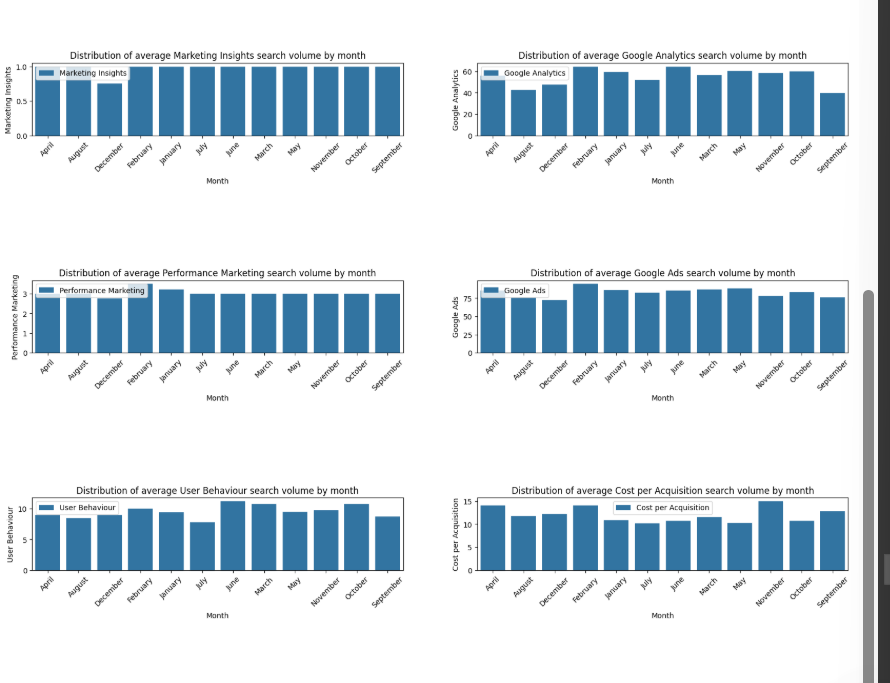 Distribution of average Marketing Insights search volume by month
Marketing Insights
1.0
0.5
0.0
Marketing Insights
April
August
December
February
January
July
June
March
May
November
October
September
Month
Distribution of average Google Analytics search volume by month
Google Analytics
60
40
20
0
Google Analytics
April
August
December
February
January
July
June
March
May
November
October
September
Month
Distribution of average Performance Marketing search volume by month
Performance Marketing
3
2
1
0
Performance Marketing
April
August
December
February
January
July
June
March
May
November
October
September
Month
Distribution of average Google Ads search volume by month
Google Ads
75
50
25
0
Google Ads
April
August
December
February
January
July
June
March
May
November
October
September
Month
Distribution of average User Behaviour search volume by month
User Behaviour
10
5
0
User Behaviour
April
August
December
February
January
July
June
March
May
November
October
September
Month
Distribution of average Cost per Acquisition search volume by month
Cost per Acquisition
15
10
5
0
Cost per Acquisition
April
August
December
February
January
July
June
March
May
November
October
September
Month